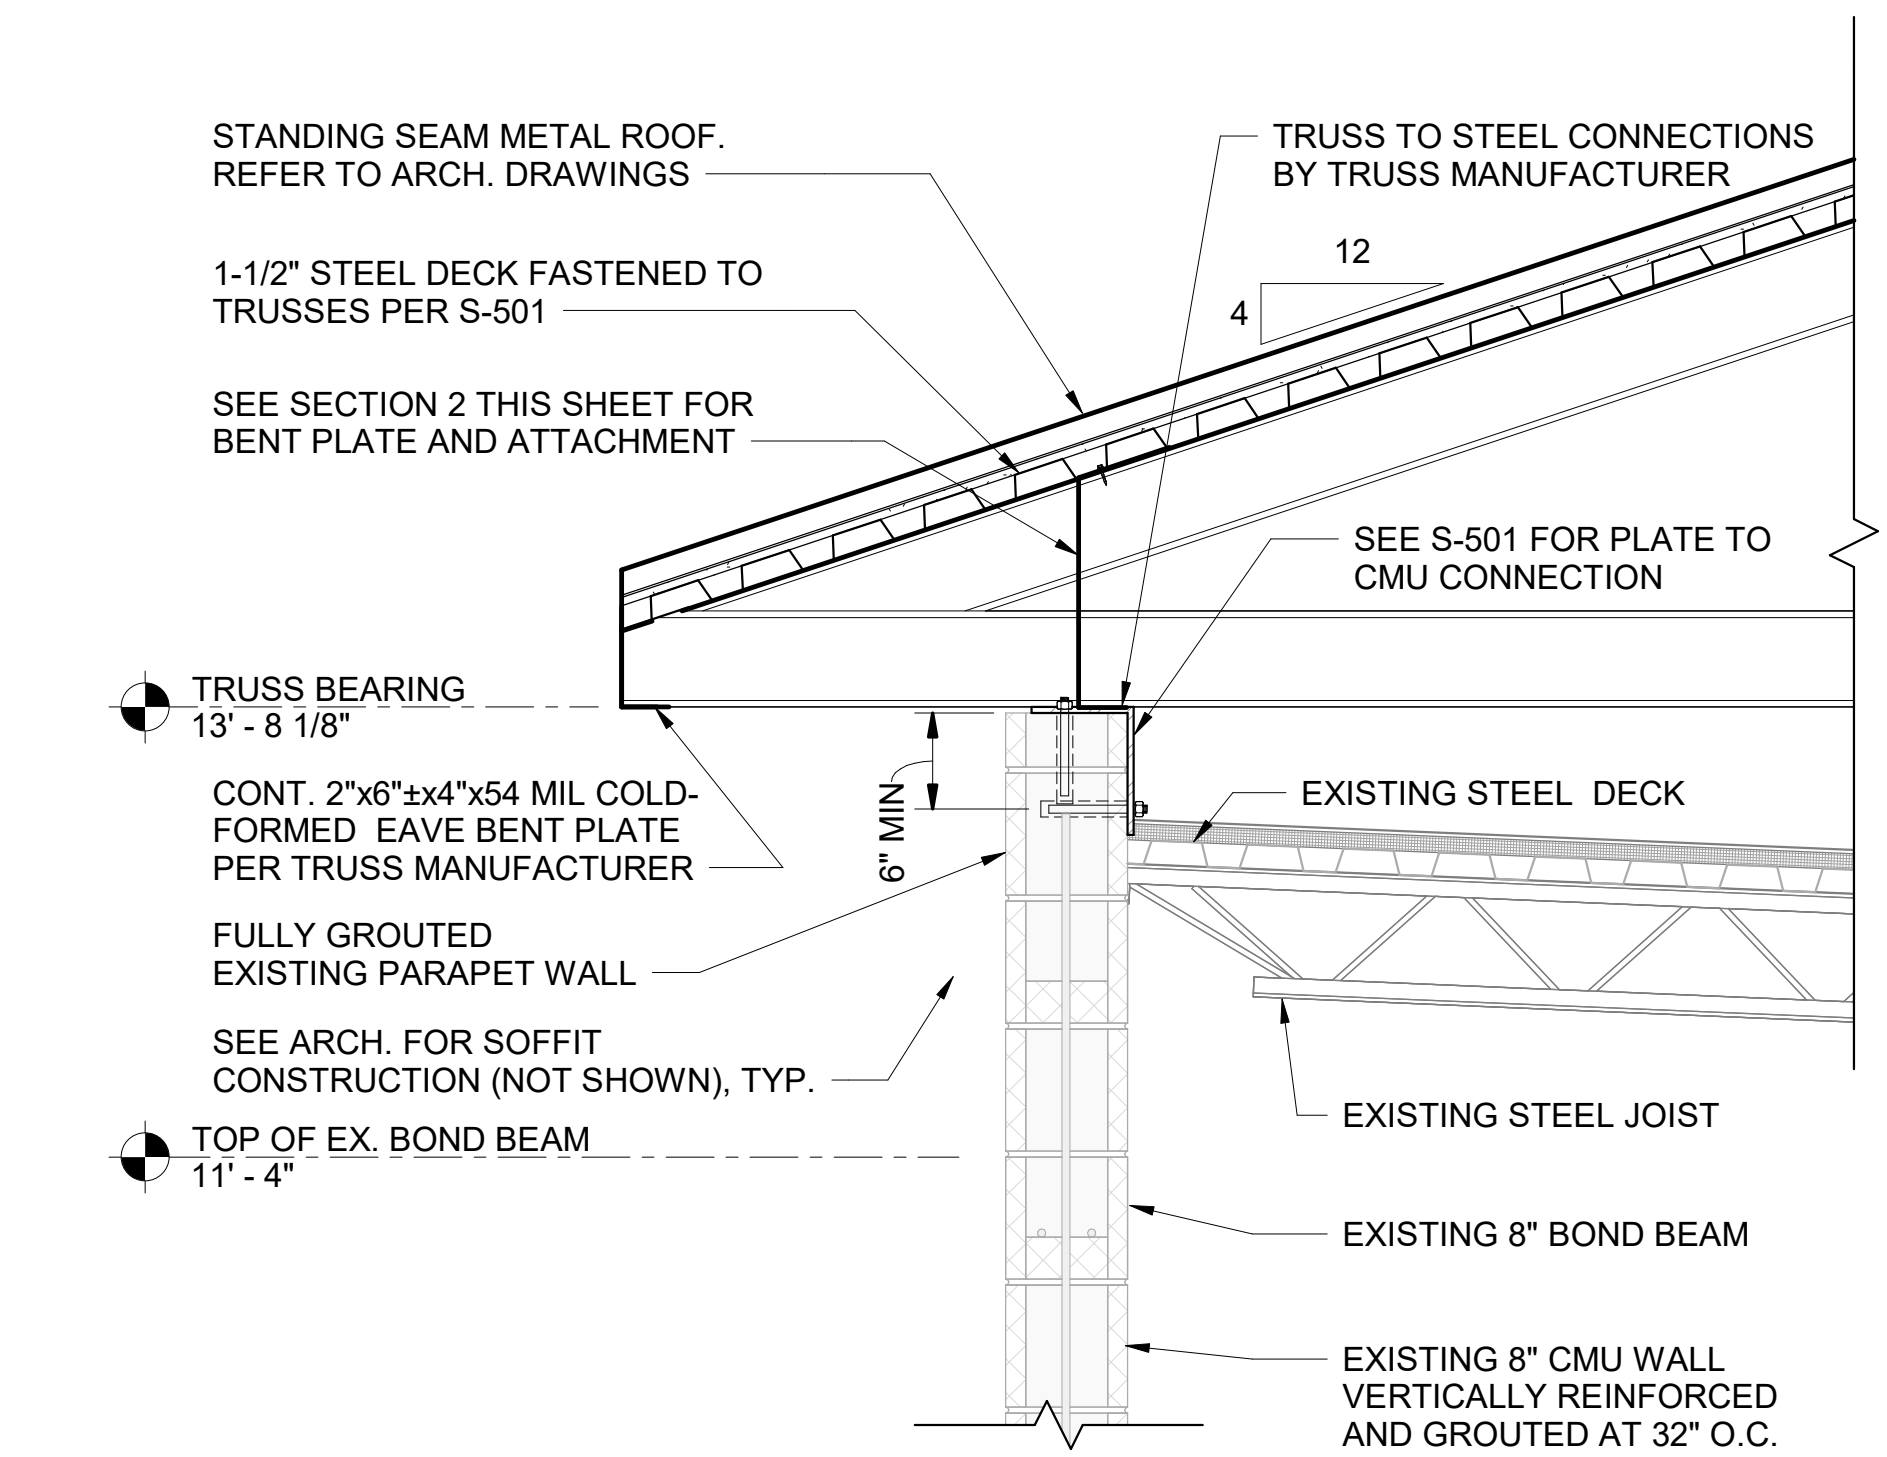 STANDING SEAM METAL ROOF.
REFER TO ARCH. DRAWINGS
TRUSS TO STEEL CONNECTIONS
BY TRUSS MANUFACTURER
12
4
1-1/2" STEEL DECK FASTENED TO
TRUSSES PER S-501
SEE SECTION 2 THIS SHEET FOR
BENT PLATE AND ATTACHMENT
SEE S-501 FOR PLATE TO
CMU CONNECTION
TRUSS BEARING
13' - 8 1/8"
6" MIN
CONT. 2"x6"±x4"x54 MIL COLD-
FORMED EAVE BENT PLATE
PER TRUSS MANUFACTURER
EXISTING STEEL DECK
FULLY GROUTED
EXISTING PARAPET WALL
SEE ARCH. FOR SOFFIT
CONSTRUCTION (NOT SHOWN), TYP.
EXISTING STEEL JOIST
TOP OF EX. BOND BEAM
11' - 4"
EXISTING 8" BOND BEAM
EXISTING 8" CMU WALL
VERTICALLY REINFORCED
AND GROUTED AT 32" O.C.